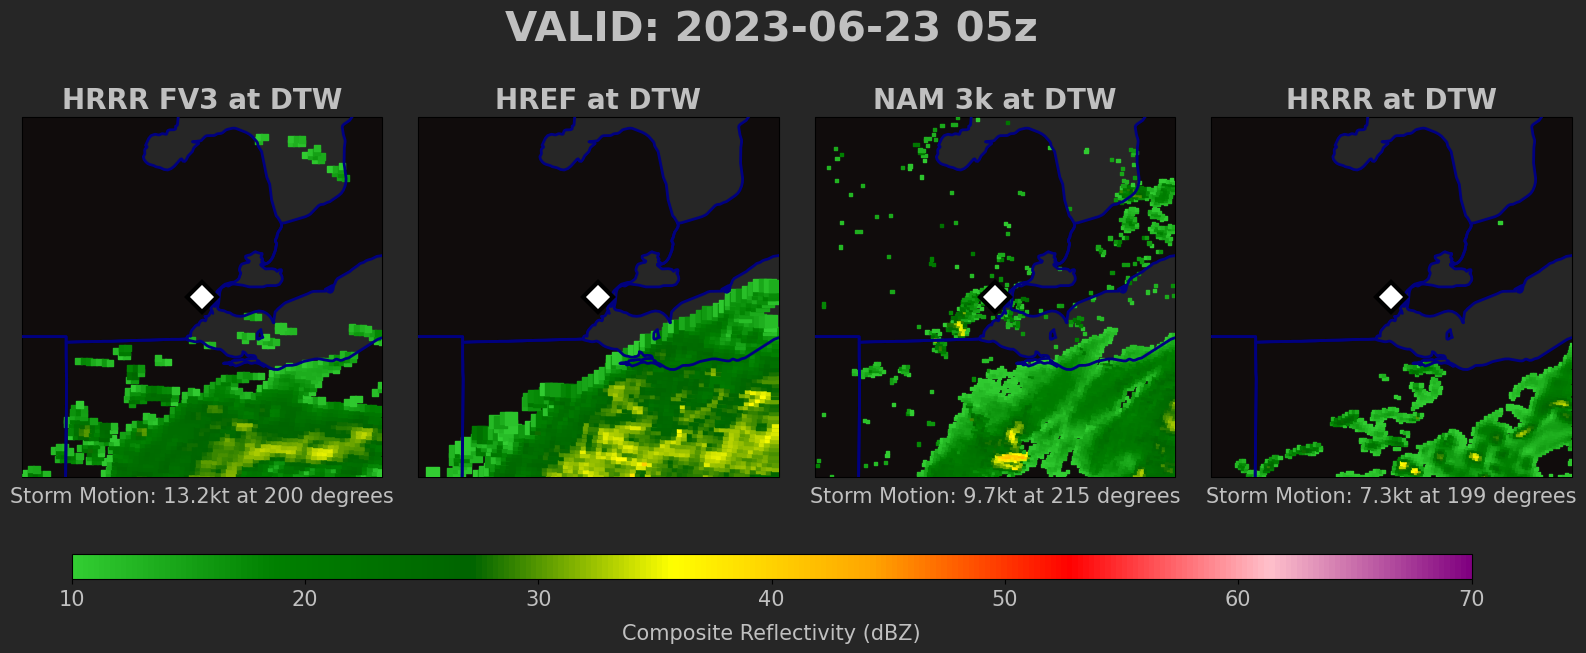 VALID: 2023-06-23 05z
HRRR FV3 at DTW
HREF at DTW
NAM 3k at DTW
HRRR at DTW
Storm Motion: 13.2kt at 200 degrees
Storm Motion: 9.7kt at 215 degrees
Storm Motion: 7.3kt at 199 degrees
10 20 30 40 50 60 70
Composite Reflectivity (dBZ)